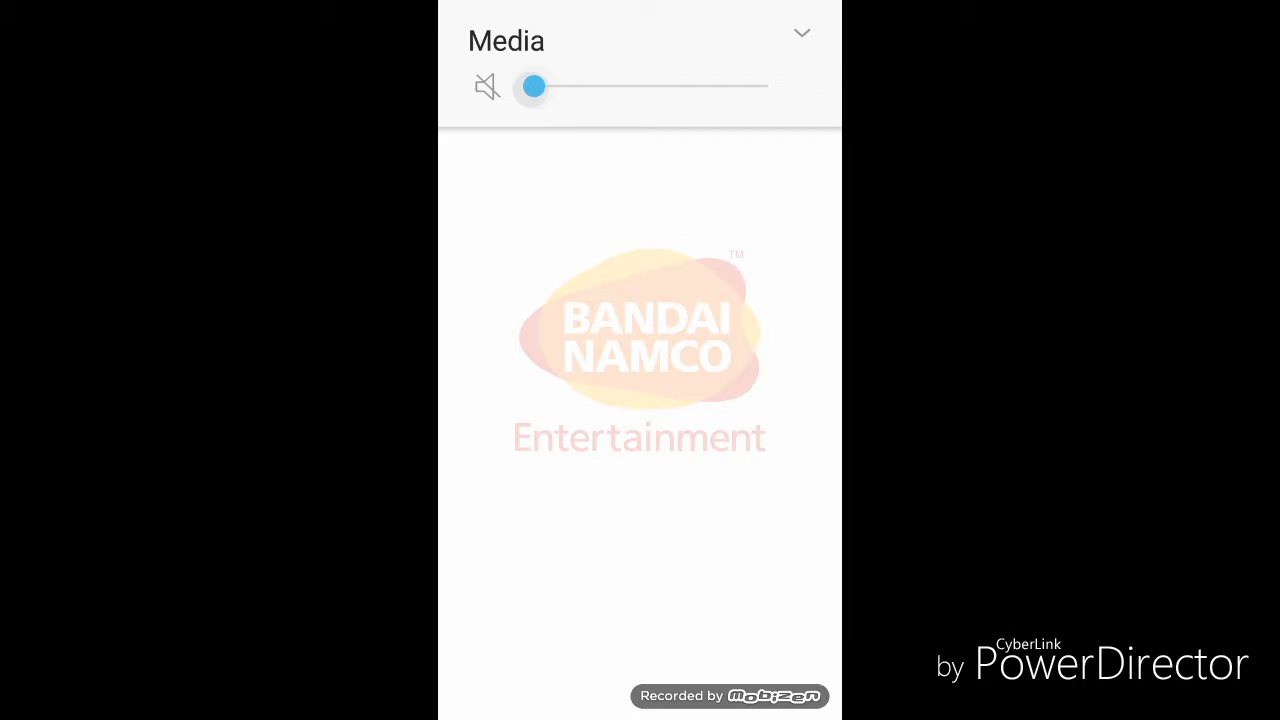 Media
TM
BANDAI
NAMCO
Entertainment
CyberLink
by PowerDirector
Recorded by mobizen